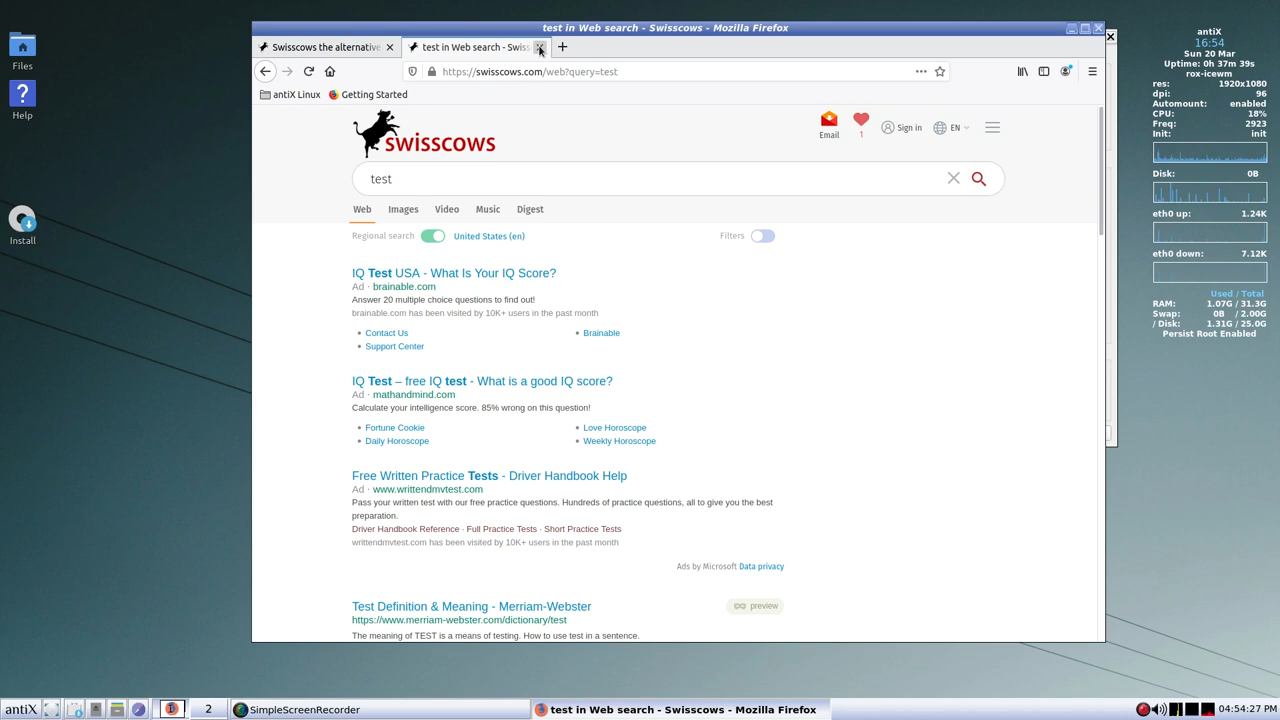 test in Web search - Swisscows - Mozilla Firefox
Swisscows the alternative
test in Web search - Swiss
https://swisscows.com/web?query=test
antiX Linux
Getting Started
swisscows
Email
1
Sign in
EN
test
Web
Images
Video
Music
Digest
Regional search
United States (en)
Filters
IQ Test USA - What Is Your IQ Score?
Ad · brainable.com
Answer 20 multiple choice questions to find out!
brainable.com has been visited by 10K+ users in the past month
Contact Us
Brainable
Support Center
IQ Test – free IQ test - What is a good IQ score?
Ad · mathandmind.com
Calculate your intelligence score. 85% wrong on this question!
Fortune Cookie
Love Horoscope
Daily Horoscope
Weekly Horoscope
Free Written Practice Tests - Driver Handbook Help
Ad · www.writtendmvtest.com
Pass your written test with our free practice questions. Hundreds of practice questions, all to give you the best
preparation.
Driver Handbook Reference · Full Practice Tests · Short Practice Tests
writtendmvtest.com has been visited by 10K+ users in the past month
Ads by Microsoft Data privacy
Test Definition & Meaning - Merriam-Webster
preview
https://www.merriam-webster.com/dictionary/test
The meaning of TEST is a means of testing. How to use test in a sentence.
Files
Help
Install
antiX
16:54
Sun 20 Mar
Uptime: 0h 37m 39s
rox-icewm
res: 1920x1080
dpi: 96
Automount: enabled
CPU: 18%
Freq: 2923
Init: init
Disk: 0B
eth0 up: 1.24K
eth0 down: 7.12K
Used / Total
RAM: 1.07G / 31.3G
Swap: 0B / 2.00G
/ Disk: 1.31G / 25.0G
Persist Root Enabled
antiX
2
SimpleScreenRecorder
test in Web search - Swisscows - Mozilla Firefox
04:54:27 PM